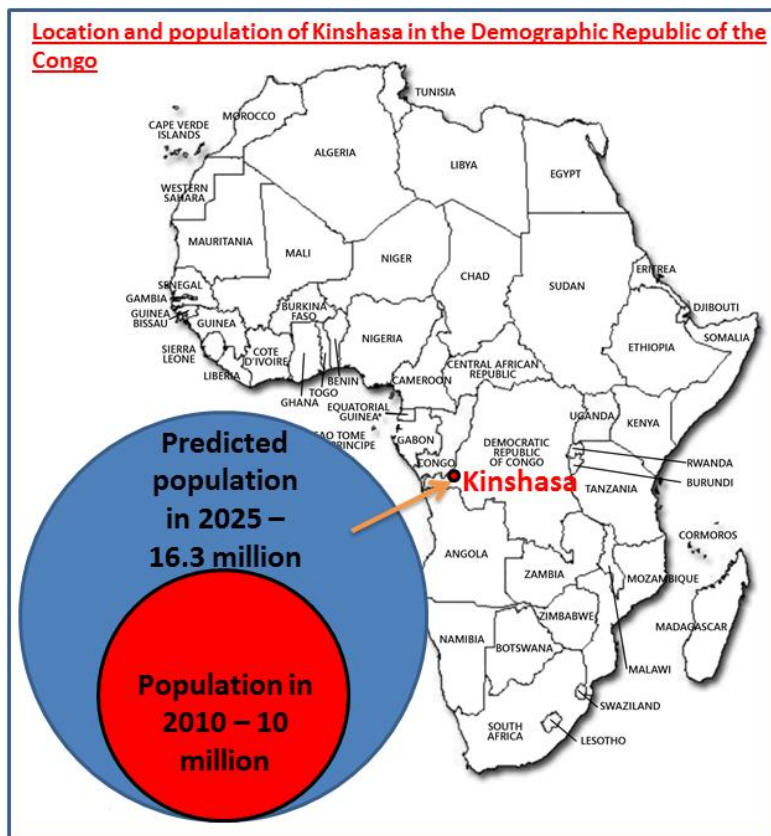 Location and population of Kinshasa in the Demographic Republic of the
Congo
TUNISIA
MOROCCO
CAPE VERDE
ISLANDS
ALGERIA
LIBYA
EGYPT
WESTERN
SAHARA
MAURITANIA
MALI
NIGER
CHAD
SUDAN
ERITREA
SENEGAL
GAMBIA
GUINEA
BISSAU
GUINEA
BURKINA
FASO
DJIBOUTI
SIERRA
LEONE
COTE
D'IVOIRE
NIGERIA
ETHIOPIA
SOMALIA
LIBERIA
GHANA
TOGO
BENIN
CAMEROON
CENTRAL AFRICAN
REPUBLIC
EQUATORIAL
GUINEA
SAO TOME
PRINCIPE
GABON
CONGO
DEMOCRATIC
REPUBLIC
OF CONGO
UGANDA
KENYA
RWANDA
BURUNDI
Kinshasa
TANZANIA
Predicted
population
in 2025 –
16.3 million
CORMOROS
ANGOLA
ZAMBIA
MOZAMBIQUE
ZIMBABWE
MADAGASCAR
NAMIBIA
BOTSWANA
MALAWI
SWAZILAND
SOUTH
AFRICA
LESOTHO
Population in
2010 – 10
million